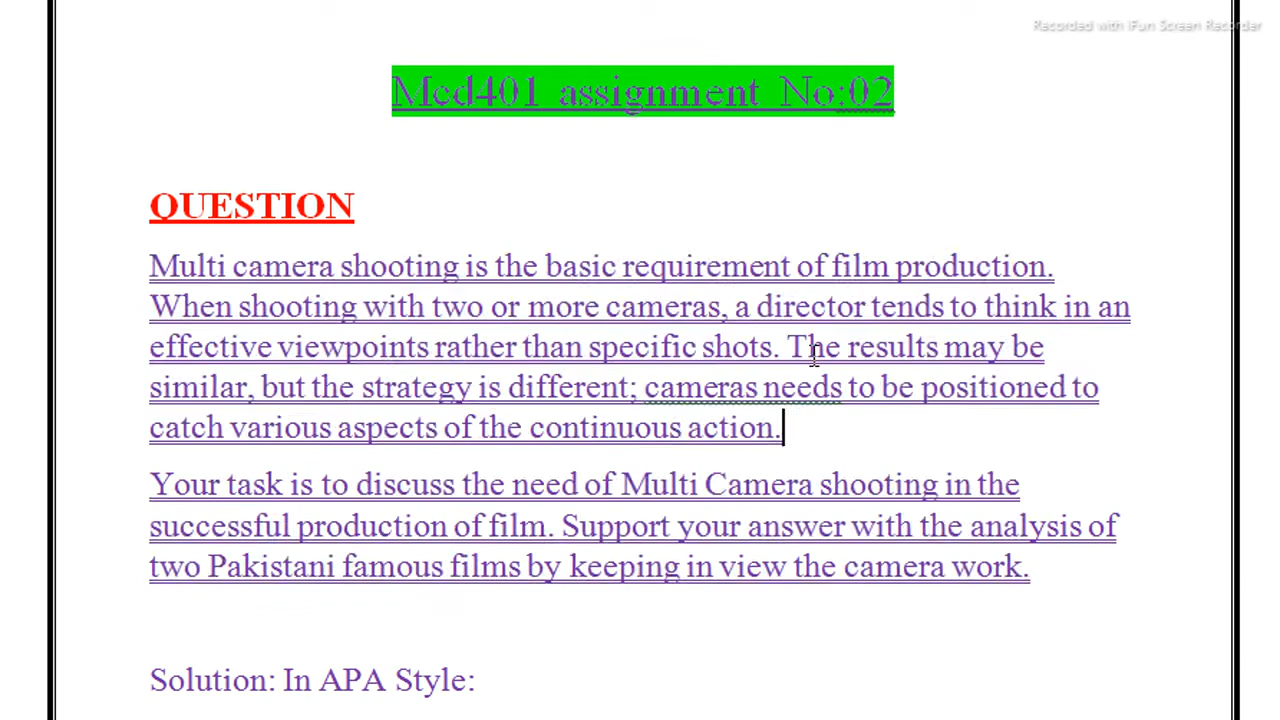 Recorded with iFun Screen Recorder
Mcd401 assignment No:02
QUESTION
Multi camera shooting is the basic requirement of film production.
When shooting with two or more cameras, a director tends to think in an
effective viewpoints rather than specific shots. The results may be
similar, but the strategy is different; cameras needs to be positioned to
catch various aspects of the continuous action.
Your task is to discuss the need of Multi Camera shooting in the
successful production of film. Support your answer with the analysis of
two Pakistani famous films by keeping in view the camera work.
Solution: In APA Style: